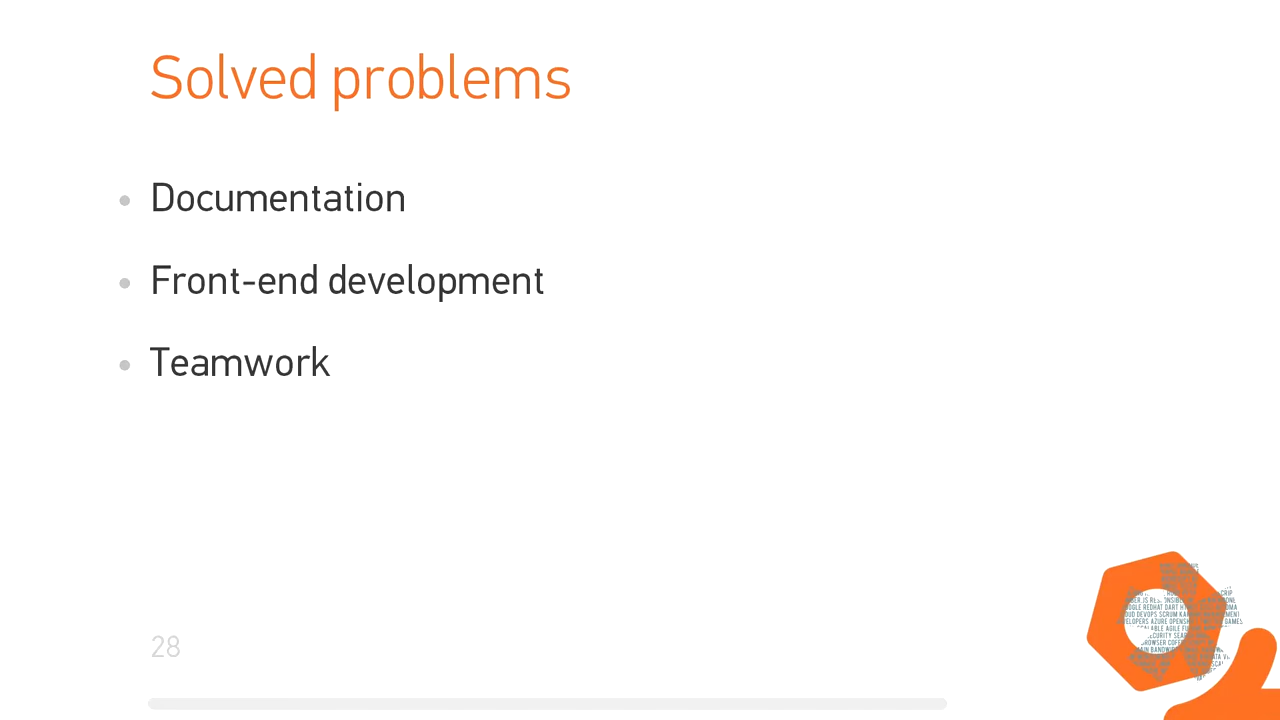 Solved problems
Documentation
Front-end development
Teamwork
28